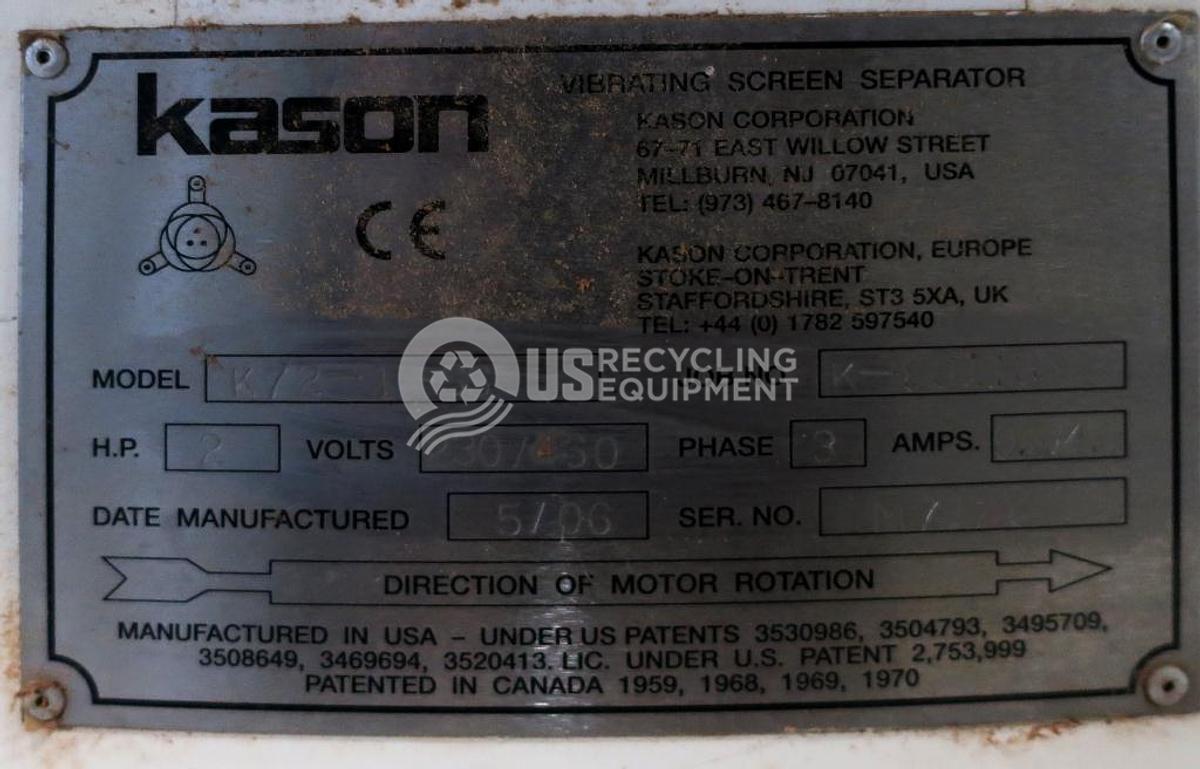 kason
CE
VIBRATING SCREEN SEPARATOR
KASON CORPORATION
67-71 EAST WILLOW STREET
MILLBURN, NJ 07041, USA
TEL: (973) 467-8140
KASON CORPORATION, EUROPE
STOKE-ON-TRENT
STAFFORDSHIRE, ST3 5XA, UK
TEL: +44 (0) 1782 597540
US RECYCLING
EQUIPMENT
MODEL
H.P. 2 VOLTS 230/460 PHASE 3 AMPS.
DATE MANUFACTURED 5/06 SER. NO.
DIRECTION OF MOTOR ROTATION
MANUFACTURED IN USA - UNDER US PATENTS 3530986, 3504793, 3495709,
3508649, 3469694, 3520413. LIC. UNDER U.S. PATENT 2,753,999
PATENTED IN CANADA 1959, 1968, 1969, 1970